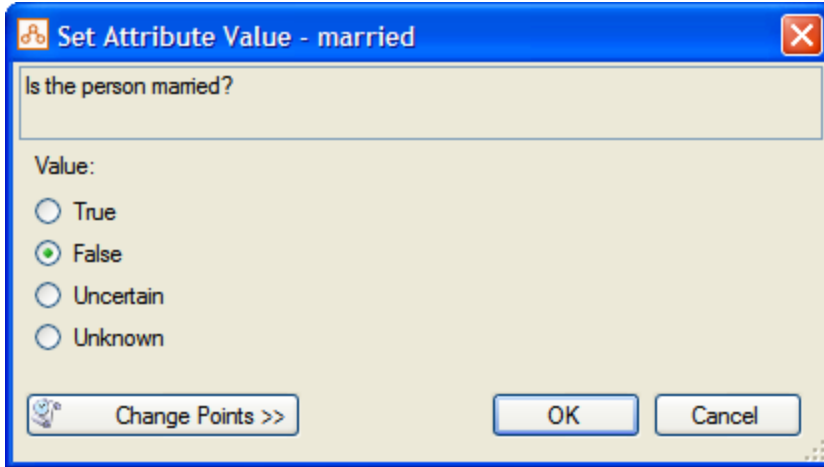 Set Attribute Value - married
Is the person married?
Value:
True
False
Uncertain
Unknown
Change Points >>
OK
Cancel